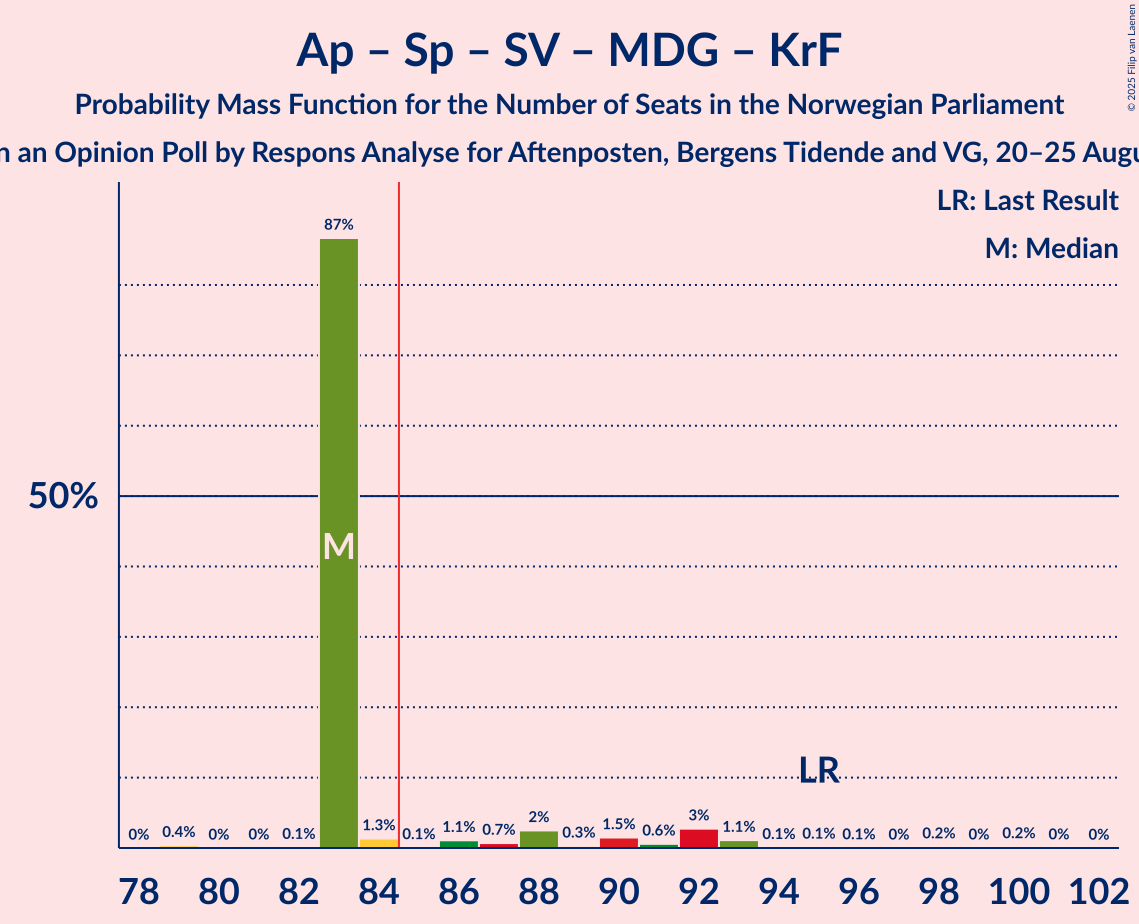 Ap – Sp – SV – MDG – KrF
Probability Mass Function for the Number of Seats in the Norwegian Parliament
an Opinion Poll by Respons Analyse for Aftenposten, Bergens Tidende and VG, 20–25
© 2025 Filip van Laenen
LR: Last Result
M: Median
87%
50%
M
LR
0% 0.4% 0% 0% 0.1% 1.3% 0.1% 1.1% 0.7% 2% 0.3% 1.5% 0.6% 3% 1.1% 0.1% 0.1% 0.1% 0% 0.2% 0% 0.2% 0% 0%
78 80 82 84 86 88 90 92 94 96 98 100 102